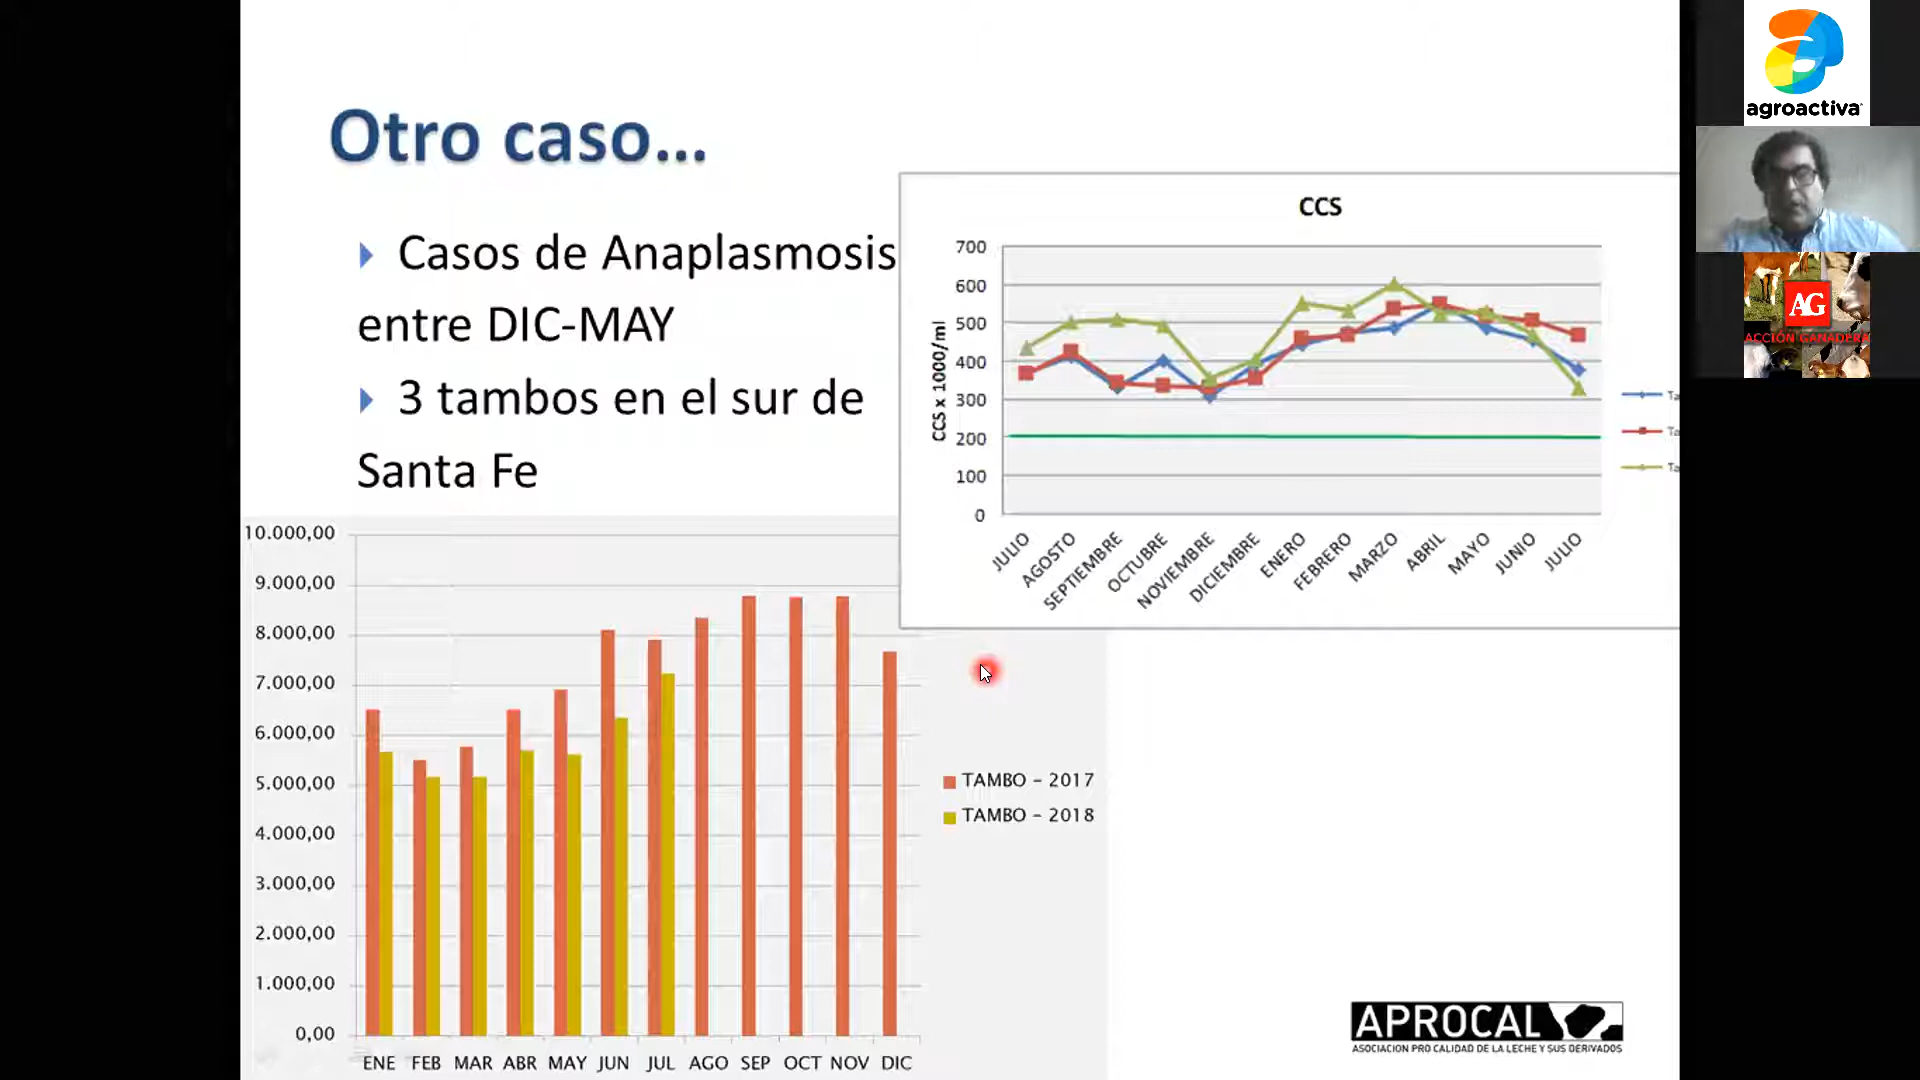 Otro caso...
Casos de Anaplasmosis
entre DIC-MAY
3 tambos en el sur de
Santa Fe
CCS
CCS x 1000/ml
700
600
500
400
300
200
100
0
JULIO AGOSTO SEPTIEMBRE OCTUBRE NOVIEMBRE DICIEMBRE ENERO FEBRERO MARZO ABRIL MAYO JUNIO JULIO
Ta
Ta
Ta
10.000,00
9.000,00
8.000,00
7.000,00
6.000,00
5.000,00
4.000,00
3.000,00
2.000,00
1.000,00
0,00
ENE FEB MAR ABR MAY JUN JUL AGO SEP OCT NOV DIC
TAMBO - 2017
TAMBO - 2018
APROCAL
ASOCIACION PRO CALIDAD DE LA LECHE Y SUS DERIVADOS
agroactiva
AG
ACCIÓN GANADERA